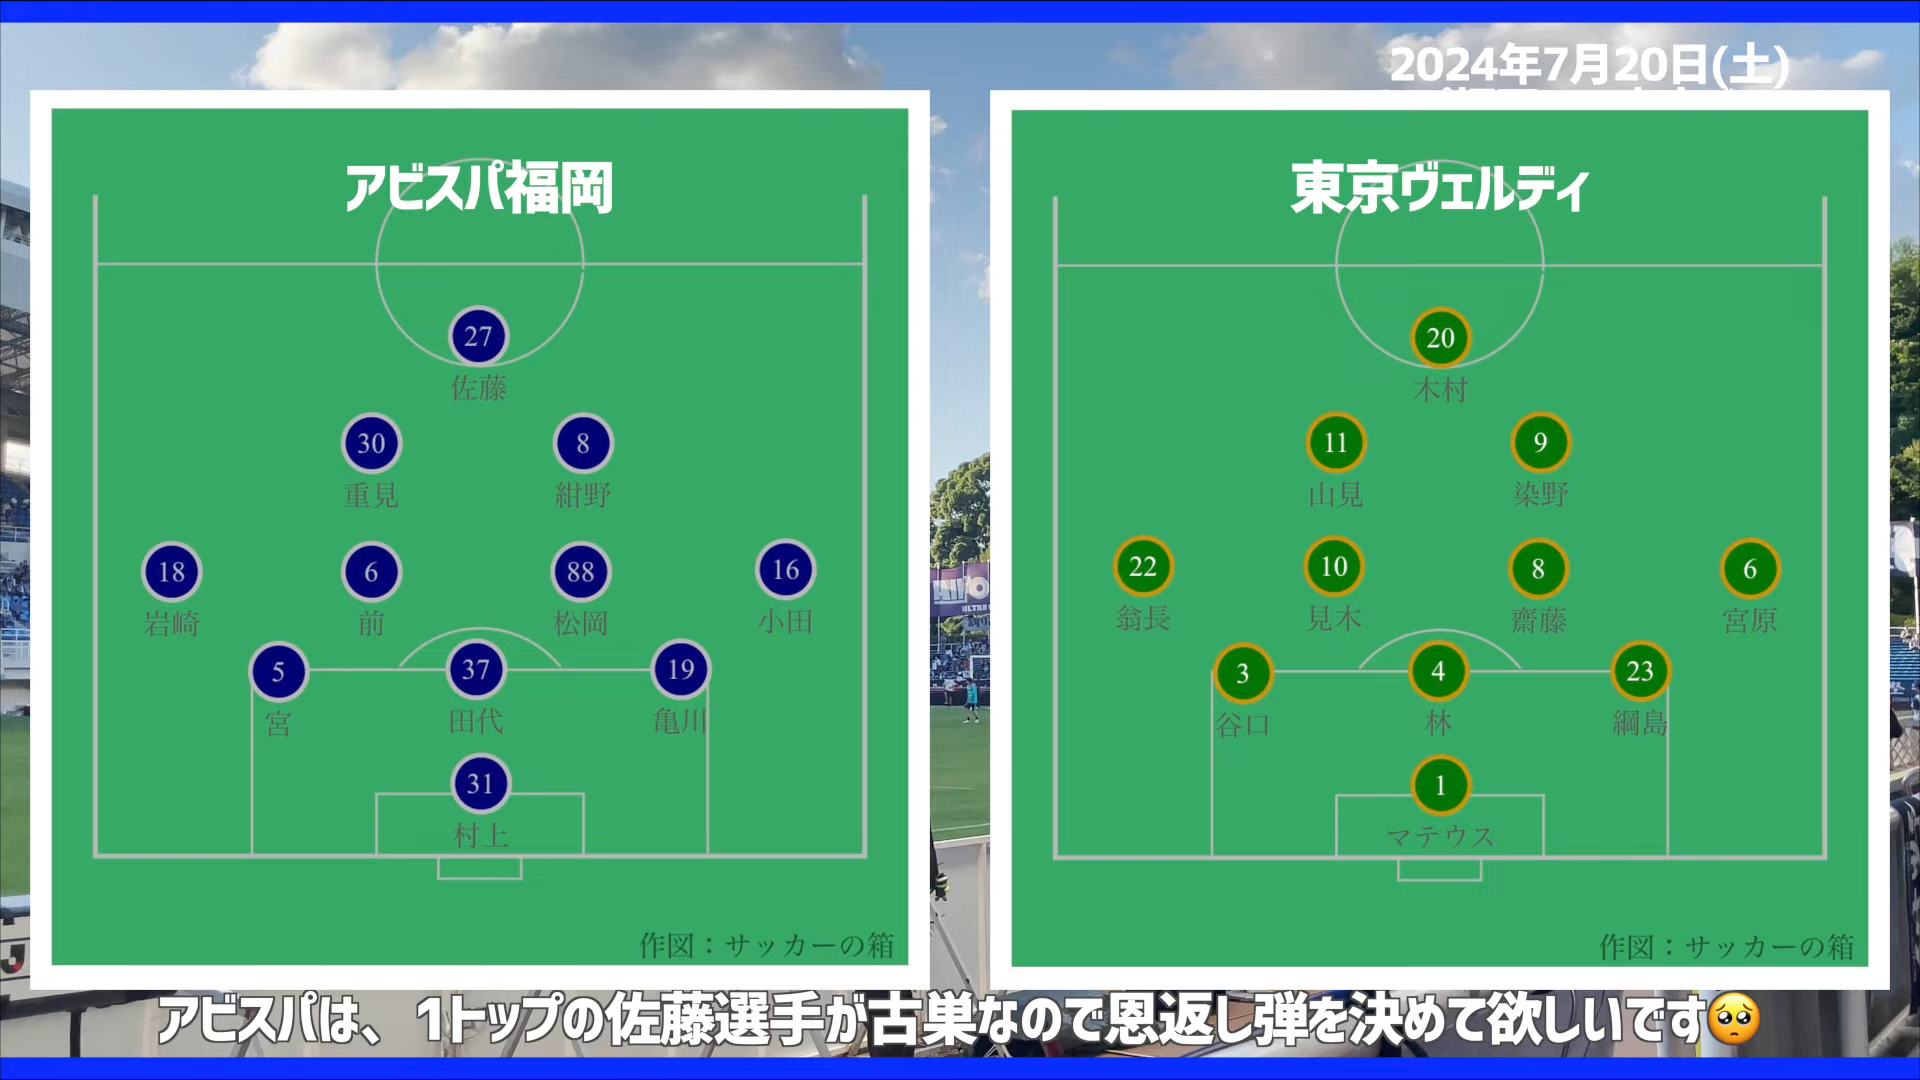 2024年7月20日(土)
アビスパ福岡
27
佐藤
30 8
重見 紺野
18 6 88 16
岩崎 前 松岡 小田
5 37 19
宮 田代 亀川
31
村上
作図：サッカーの箱
東京ヴェルディ
20
木村
11 9
山見 染野
22 10 8 6
翁長 見木 齋藤 宮原
3 4 23
谷口 林 綱島
1
マテウス
作図：サッカーの箱
アビスパは、1トップの佐藤選手が古巣なので恩返し弾を決めて欲しいです🥺